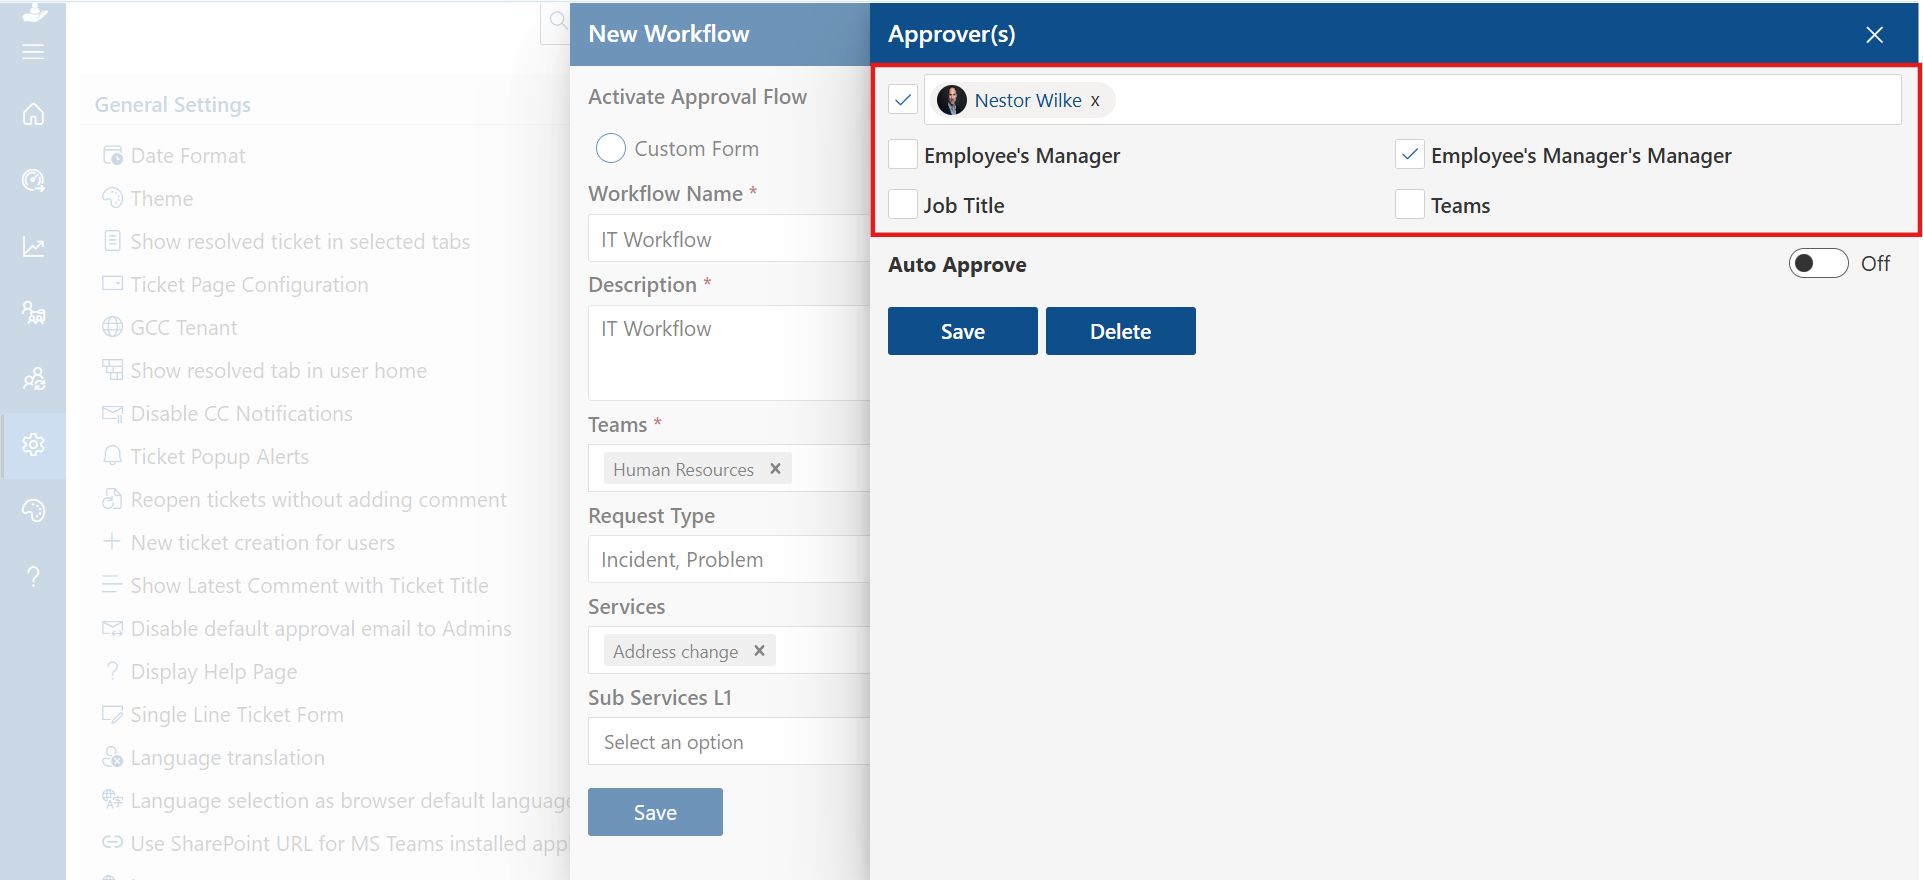 General Settings
Date Format
Theme
Show resolved ticket in selected tabs
Ticket Page Configuration
GCC Tenant
Show resolved tab in user home
Disable CC Notifications
Ticket Popup Alerts
Reopen tickets without adding comment
New ticket creation for users
Show Latest Comment with Ticket Title
Disable default approval email to Admins
Display Help Page
Single Line Ticket Form
Language translation
Language selection as browser default language
Use SharePoint URL for MS Teams installed app
New Workflow
Activate Approval Flow
Custom Form
Workflow Name *
IT Workflow
Description *
IT Workflow
Teams *
Human Resources ×
Request Type
Incident, Problem
Services
Address change ×
Sub Services L1
Select an option
Save
Approver(s)
Nestor Wilke x
Employee's Manager
Employee's Manager's Manager
Job Title
Teams
Auto Approve
Off
Save
Delete